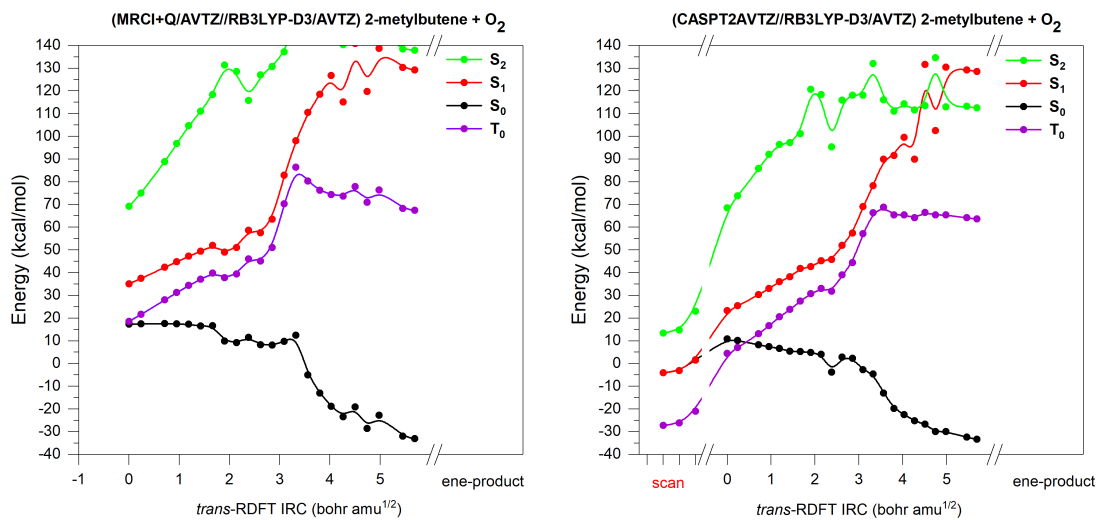 (MRCI+Q/AVTZ//RB3LYP-D3/AVTZ) 2-metylbutene + O2
140
130
120
110
100
90
80
70
60
50
40
30
20
10
0
-10
-20
-30
-40
Energy (kcal/mol)
S2
S1
S0
T0
-1 0 1 2 3 4 5 ene-product
trans-RDFT IRC (bohr amu1/2)
(CASPT2AVTZ//RB3LYP-D3/AVTZ) 2-metylbutene + O2
140
130
120
110
100
90
80
70
60
50
40
30
20
10
0
-10
-20
-30
-40
Energy (kcal/mol)
S2
S1
S0
T0
scan 0 1 2 3 4 5 ene-product
trans-RDFT IRC (bohr amu1/2)